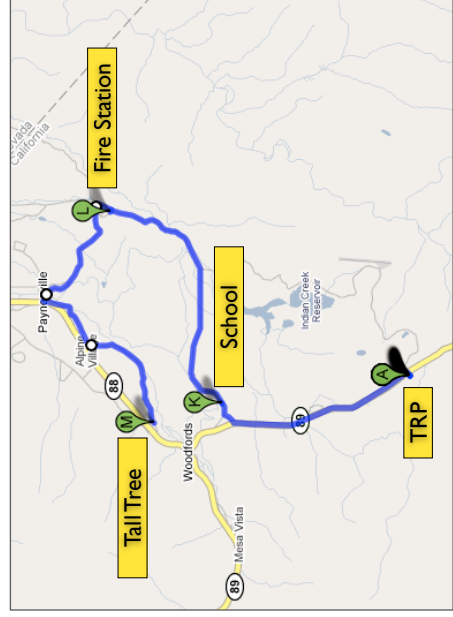 Nevada
California
Fire Station
L
Paynesville
Alpine
Village
88
M
Tall Tree
School
K
Woodfords
Indian Creek
Reservoir
89
A
TRP
Mesa Vista
89